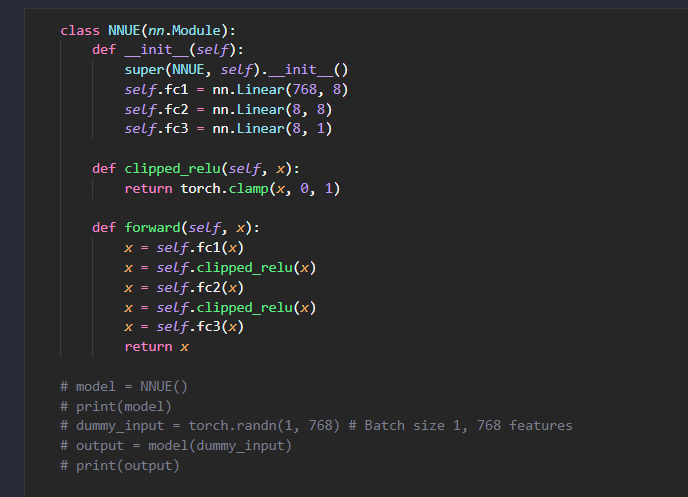 class NNUE(nn.Module):
    def __init__(self):
        super(NNUE, self).__init__()
        self.fc1 = nn.Linear(768, 8)
        self.fc2 = nn.Linear(8, 8)
        self.fc3 = nn.Linear(8, 1)

    def clipped_relu(self, x):
        return torch.clamp(x, 0, 1)

    def forward(self, x):
        x = self.fc1(x)
        x = self.clipped_relu(x)
        x = self.fc2(x)
        x = self.clipped_relu(x)
        x = self.fc3(x)
        return x

# model = NNUE()
# print(model)
# dummy_input = torch.randn(1, 768) # Batch size 1, 768 features
# output = model(dummy_input)
# print(output)